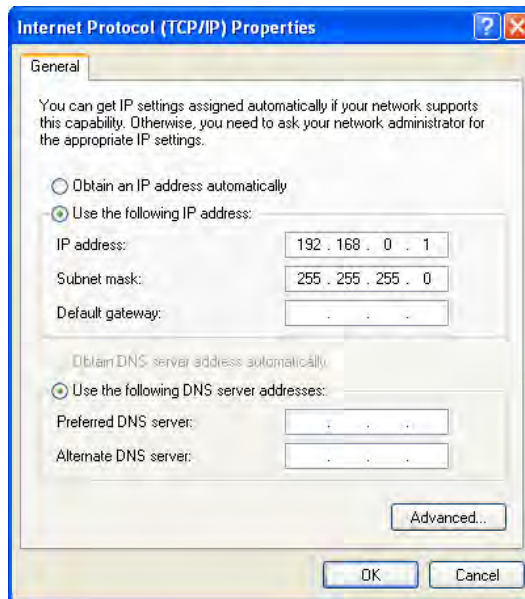 Internet Protocol (TCP/IP) Properties
General
You can get IP settings assigned automatically if your network supports
this capability. Otherwise, you need to ask your network administrator for
the appropriate IP settings.
Obtain an IP address automatically
Use the following IP address:
IP address: 192 . 168 . 0 . 1
Subnet mask: 255 . 255 . 255 . 0
Default gateway: . . .
Obtain DNS server address automatically
Use the following DNS server addresses:
Preferred DNS server: . . .
Alternate DNS server: . . .
Advanced...
OK Cancel